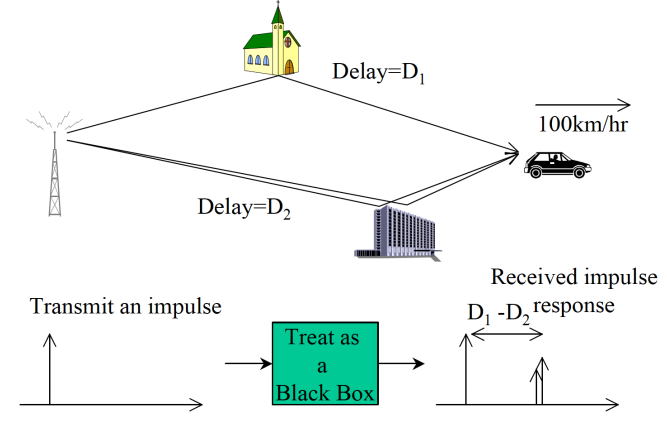 Delay=D₁
100km/hr
Delay=D₂
Transmit an impulse
Treat as
a
Black Box
Received impulse
response
D₁ -D₂